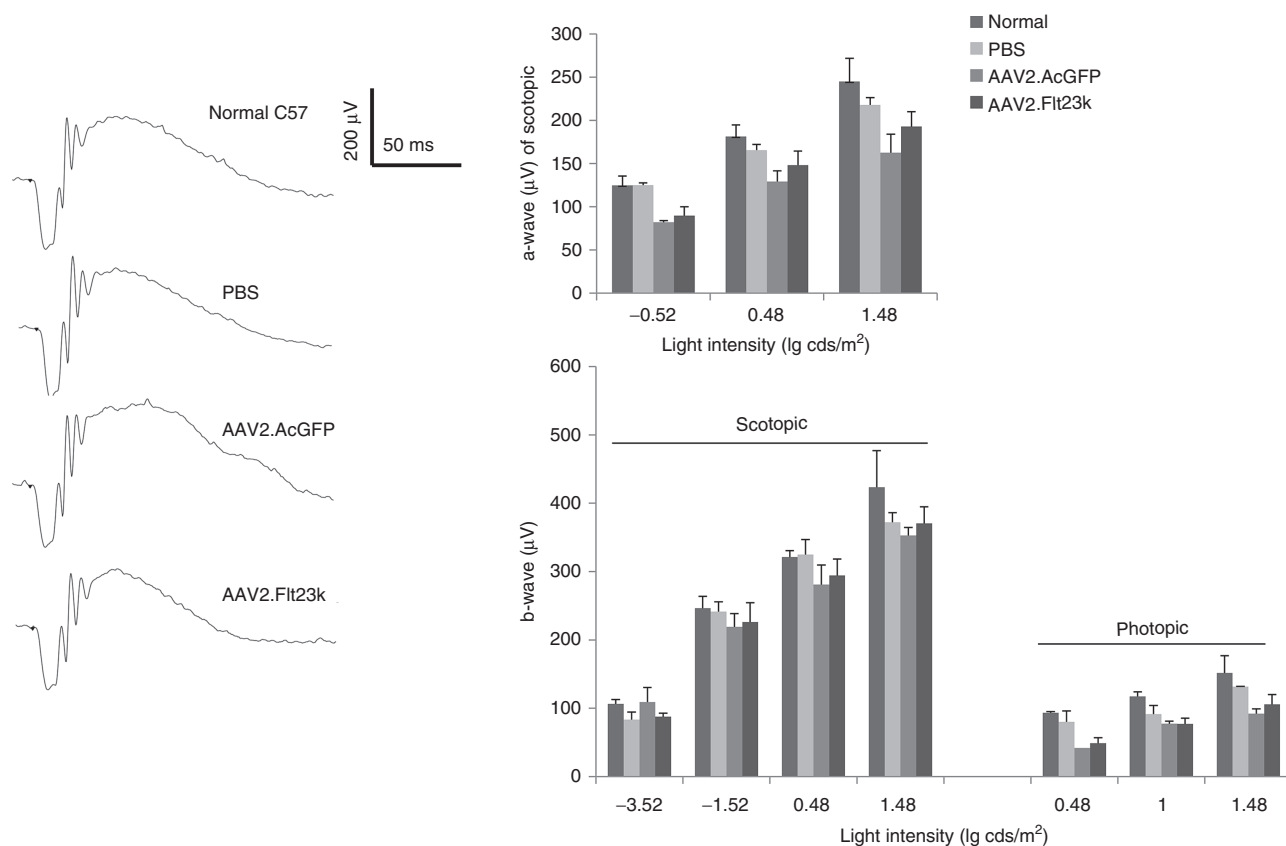 Normal C57
200 μV
50 ms
PBS
AAV2.AcGFP
AAV2.Flt23k
Normal
PBS
AAV2.AcGFP
AAV2.Flt23k
a-wave (μV) of scotopic
300
250
200
150
100
50
0
−0.52 0.48 1.48
Light intensity (lg cds/m²)
b-wave (μV)
600
500
400
300
200
100
0
Scotopic
Photopic
−3.52 −1.52 0.48 1.48 0.48 1 1.48
Light intensity (lg cds/m²)